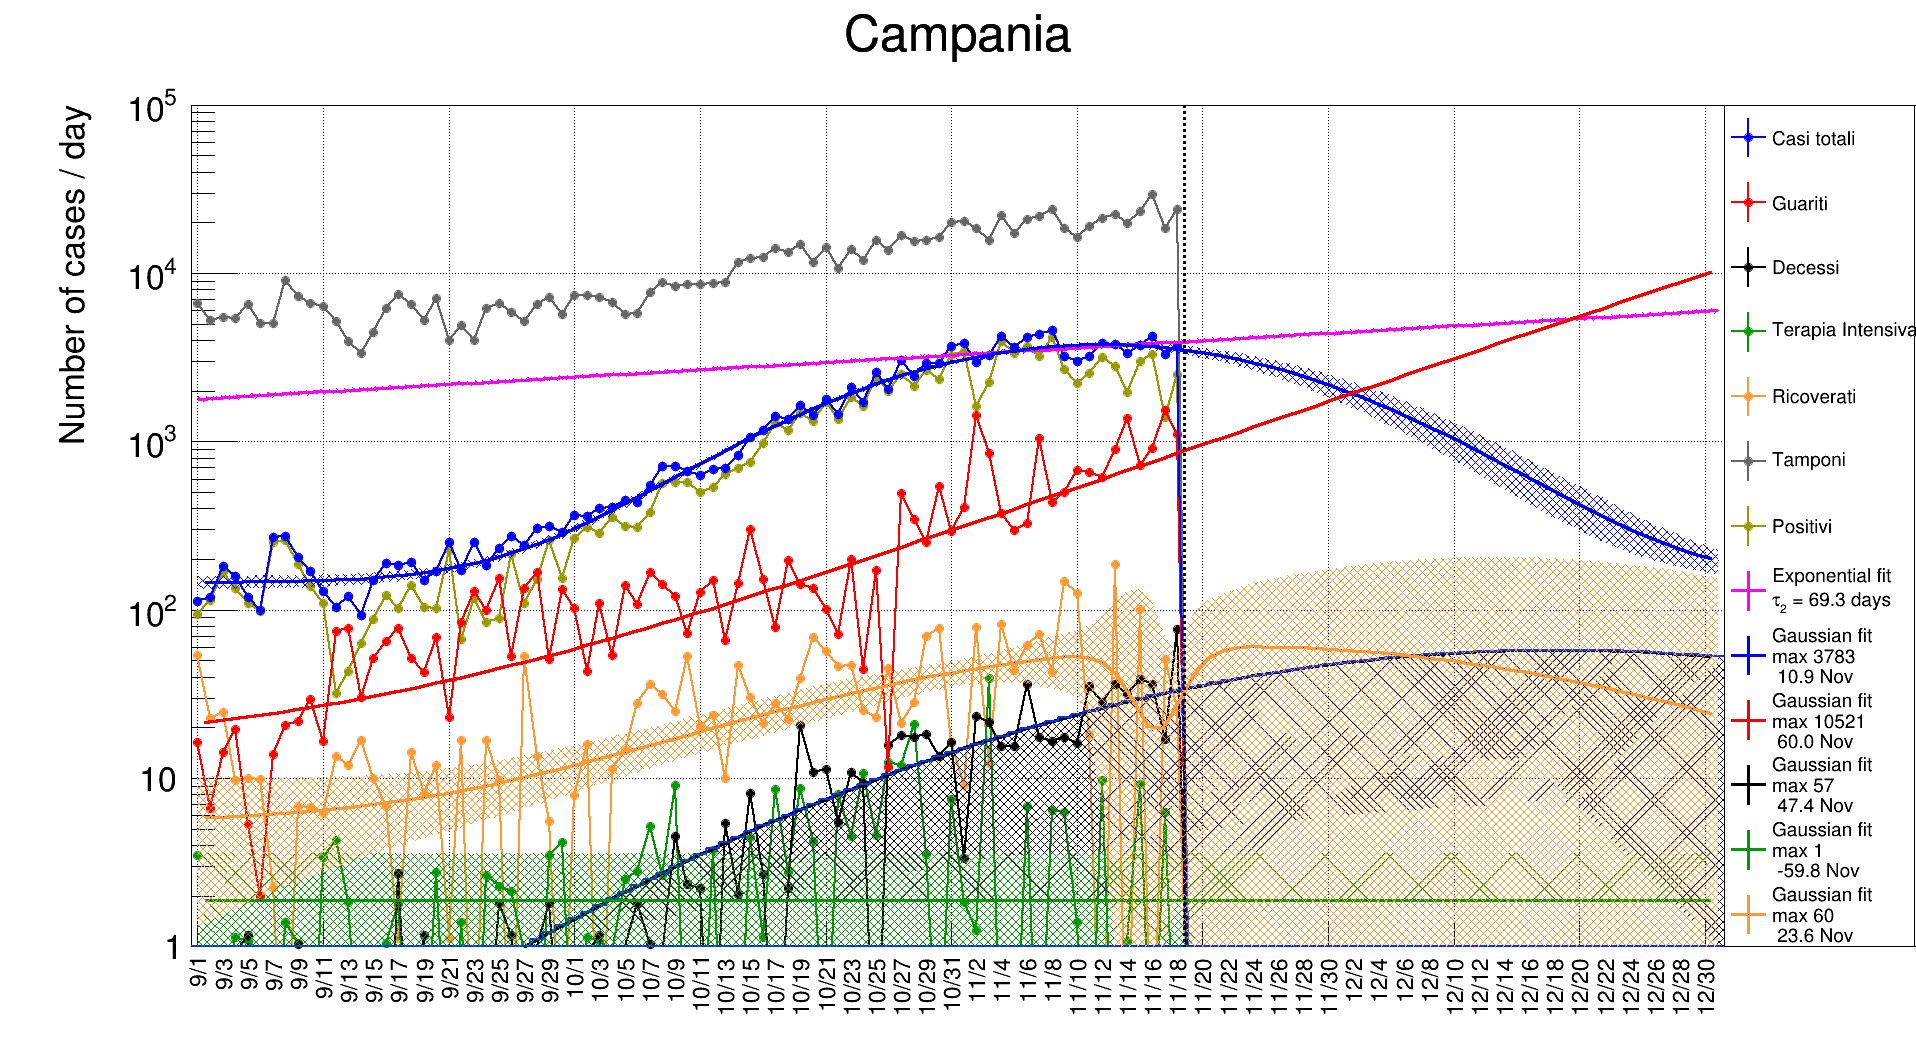 Campania
Number of cases / day
10^5
10^4
10^3
10^2
10
1
9/1
9/3
9/5
9/7
9/9
9/11
9/13
9/15
9/17
9/19
9/21
9/23
9/25
9/27
9/29
10/1
10/3
10/5
10/7
10/9
10/11
10/13
10/15
10/17
10/19
10/21
10/23
10/25
10/27
10/29
10/31
11/2
11/4
11/6
11/8
11/10
11/12
11/14
11/16
11/18
11/20
11/22
11/24
11/26
11/28
11/30
12/2
12/4
12/6
12/8
12/10
12/12
12/14
12/16
12/18
12/20
12/22
12/24
12/26
12/28
12/30
Casi totali
Guariti
Decessi
Terapia Intensiva
Ricoverati
Tamponi
Positivi
Exponential fit
τ₂ = 69.3 days
Gaussian fit
max 3783
10.9 Nov
Gaussian fit
max 10521
60.0 Nov
Gaussian fit
max 57
47.4 Nov
Gaussian fit
max 1
-59.8 Nov
Gaussian fit
max 60
23.6 Nov